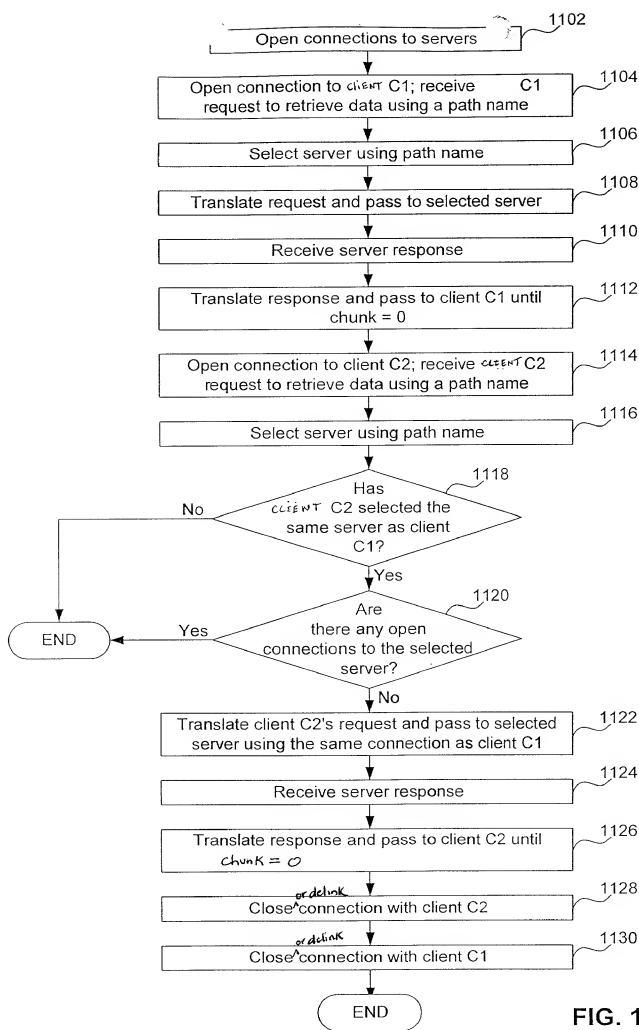 1102
Open connections to servers
1104
Open connection to CLIENT C1; receive C1
request to retrieve data using a path name
1106
Select server using path name
1108
Translate request and pass to selected server
1110
Receive server response
1112
Translate response and pass to client C1 until
chunk = 0
1114
Open connection to client C2; receive CLIENT C2
request to retrieve data using a path name
1116
Select server using path name
1118
Has
CLIENT C2 selected the
same server as client
C1?
No
Yes
1120
Are
there any open
connections to the selected
server?
Yes
END
No
1122
Translate client C2's request and pass to selected
server using the same connection as client C1
1124
Receive server response
1126
Translate response and pass to client C2 until
chunk = 0
1128
or delink
Close ^ connection with client C2
1130
or delink
Close ^ connection with client C1
END
FIG. 1